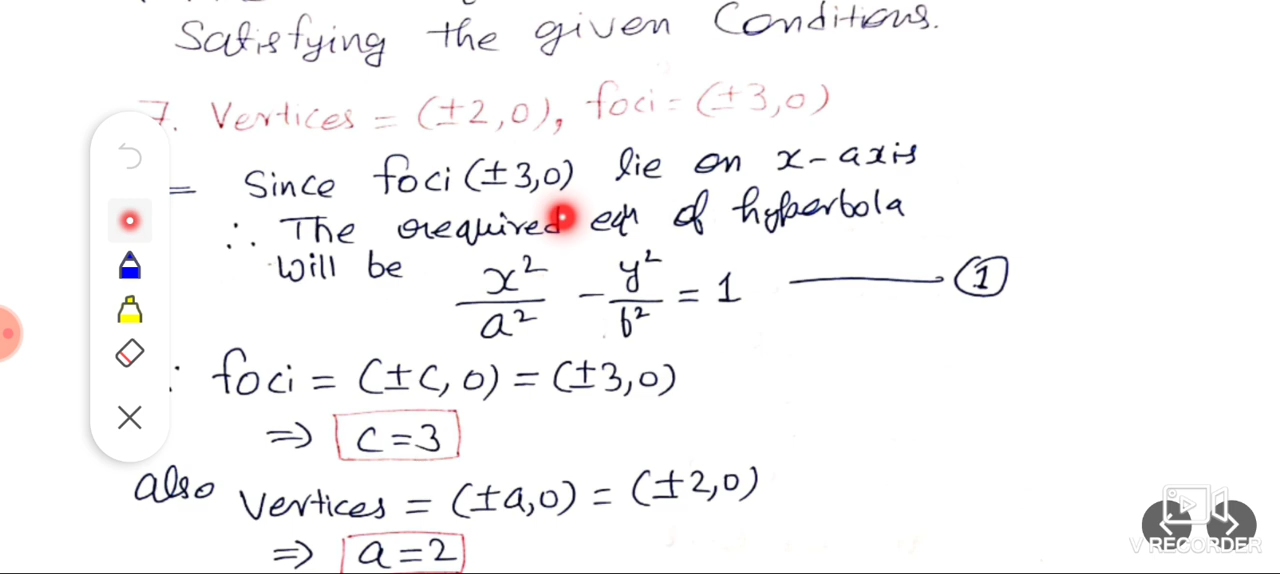 Satisfying the given Conditions.
7. Vertices = (±2,0), foci = (±3,0)
= Since foci (±3,0) lie on x-axis
∴ The required eqn of hyperbola
will be x²/a² - y²/b² = 1 ——— ①
∵ foci = (±C, 0) = (±3,0)
⇒ C=3
also Vertices = (±a,0) = (±2,0)
⇒ a=2
V RECORDER